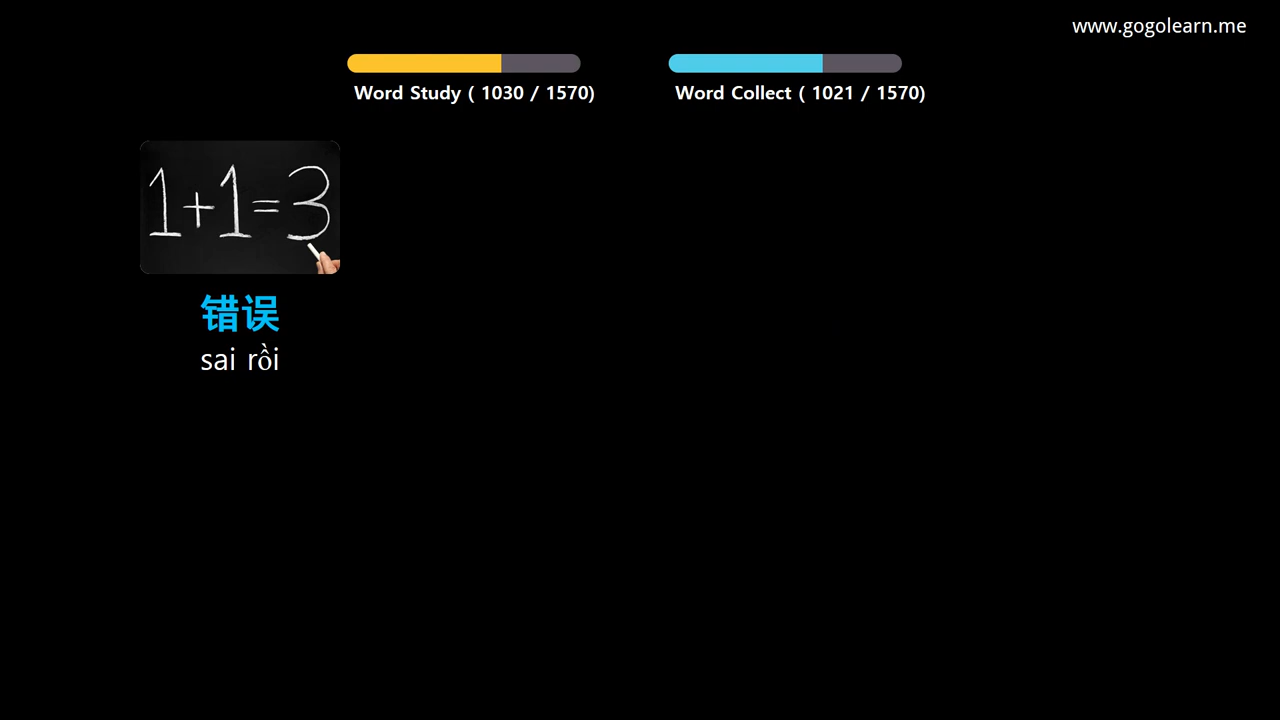 www.gogolearn.me
Word Study ( 1030 / 1570)
Word Collect ( 1021 / 1570)
1+1=3
错误
sai rồi